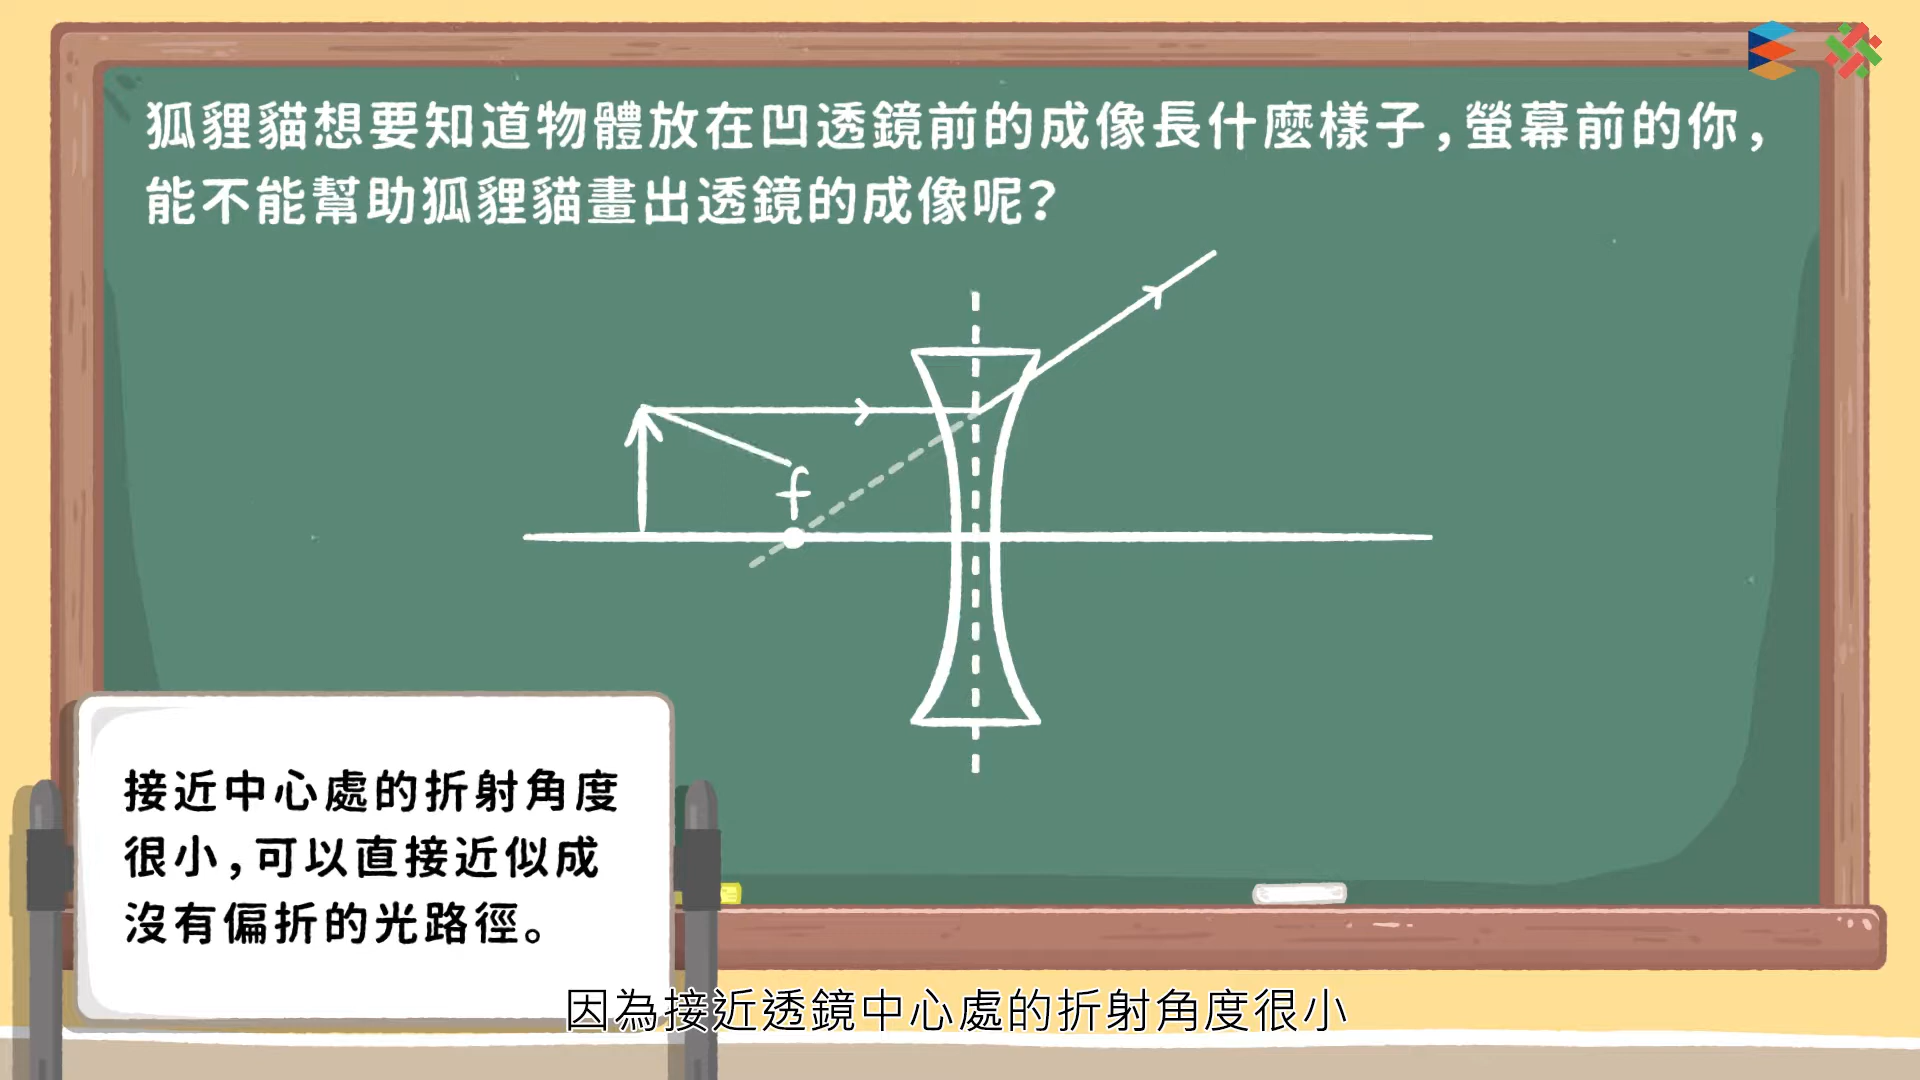 狐貍貓想要知道物體放在凹透鏡前的成像長什麼樣子,螢幕前的你,
能不能幫助狐貍貓畫出透鏡的成像呢?
f
接近中心處的折射角度
很小,可以直接近似成
沒有偏折的光路徑。
因為接近透鏡中心處的折射角度很小